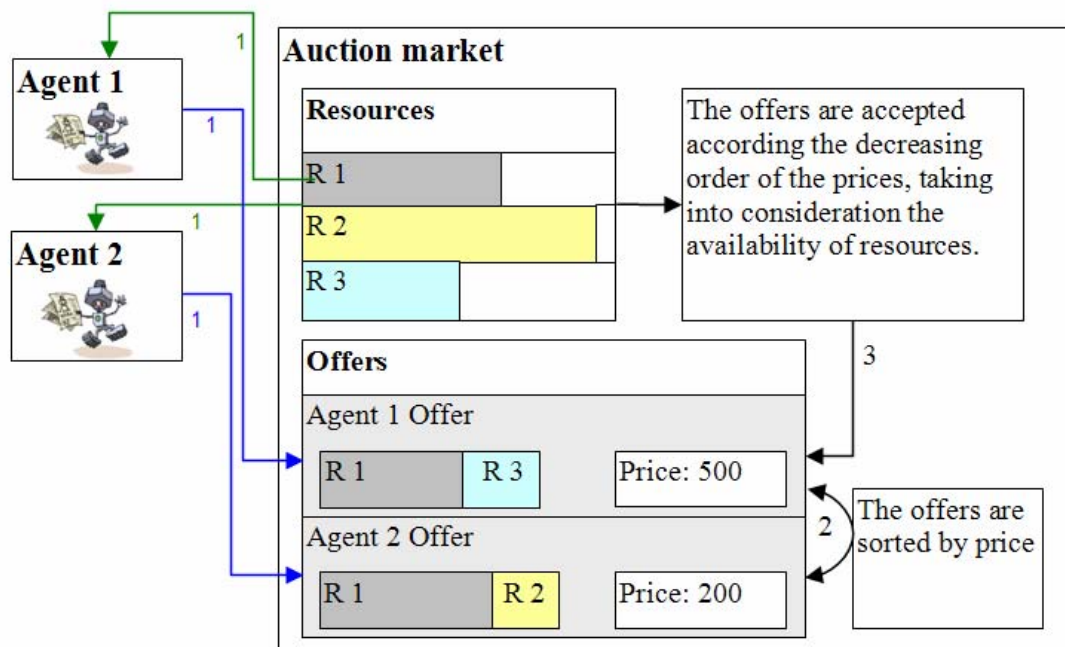 Agent 1
1
1
Agent 2
1
1
Auction market
Resources
R 1
R 2
R 3
The offers are accepted
according the decreasing
order of the prices, taking
into consideration the
availability of resources.
3
Offers
Agent 1 Offer
R 1 R 3 Price: 500
Agent 2 Offer
R 1 R 2 Price: 200
2
The offers are
sorted by price